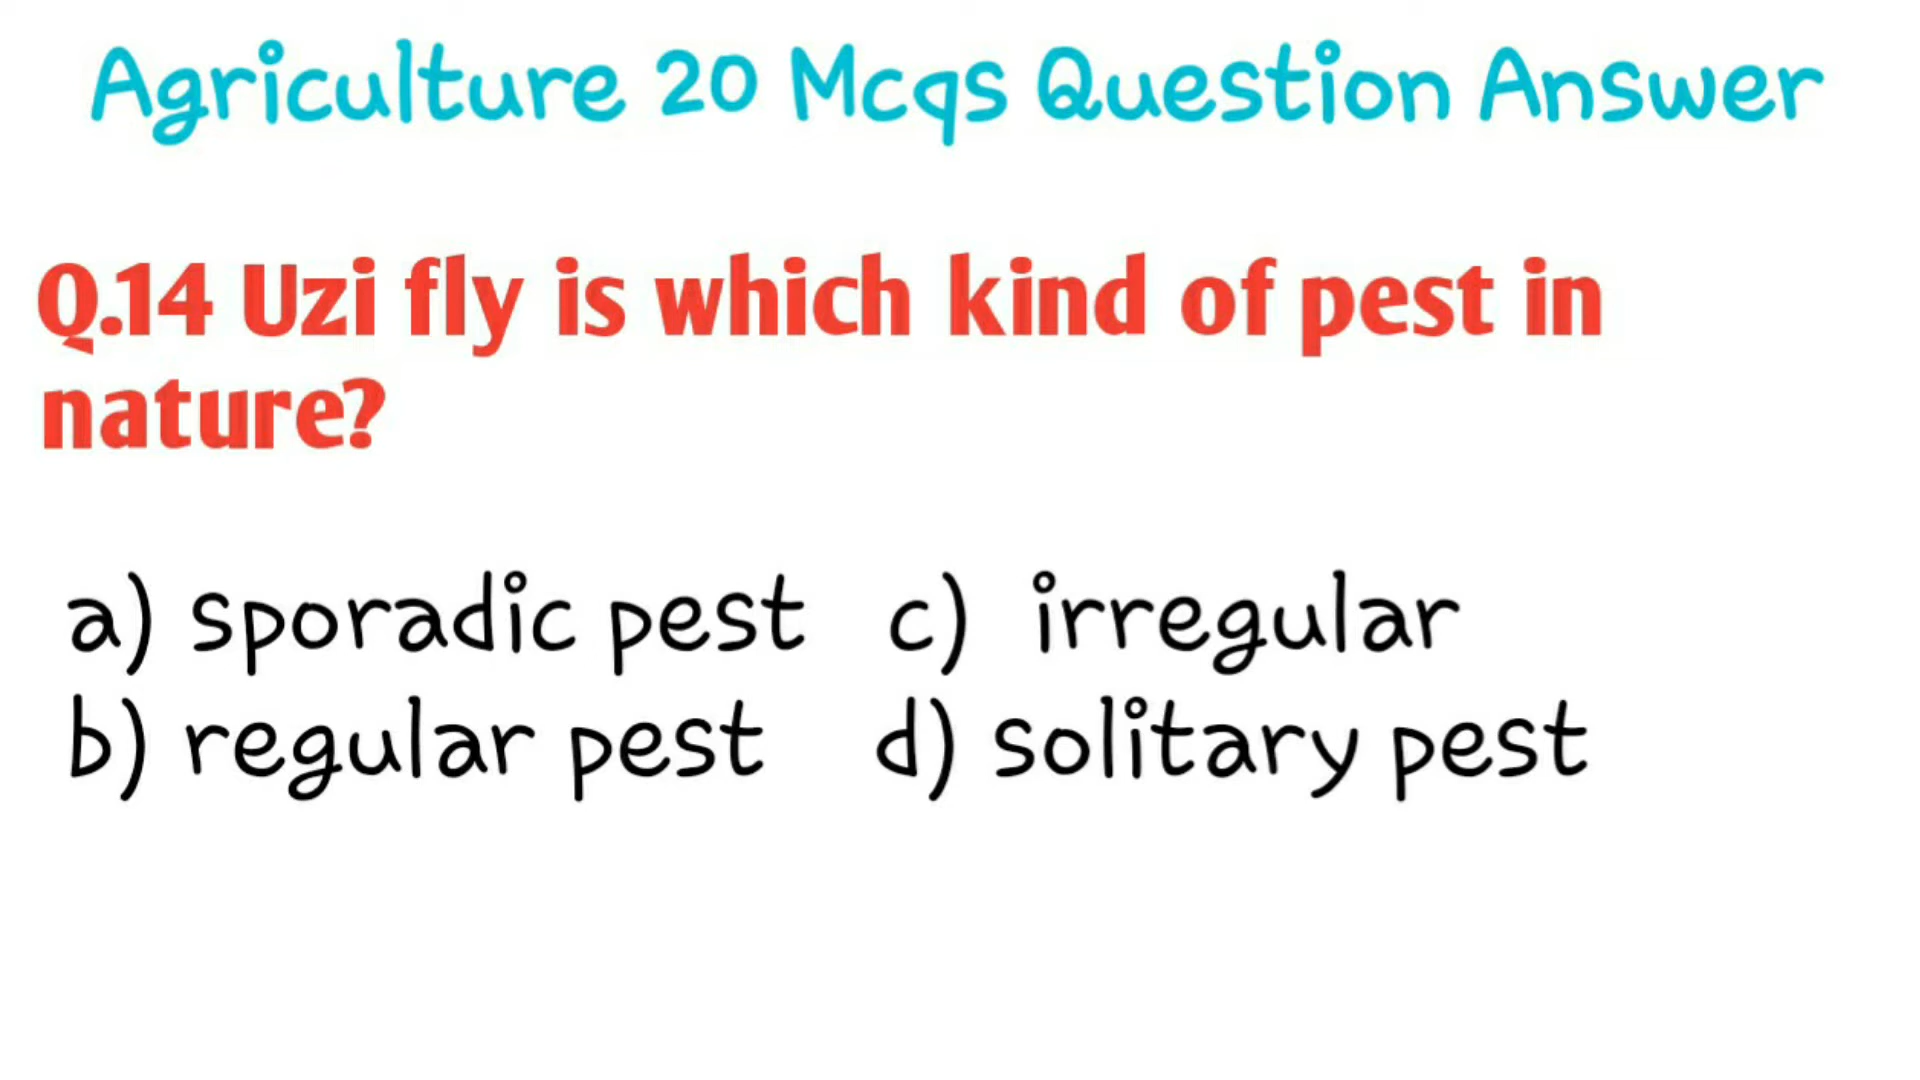 Agriculture 20 Mcqs Question Answer
Q.14 Uzi fly is which kind of pest in
nature?
a) sporadic pest c) irregular
b) regular pest d) solitary pest